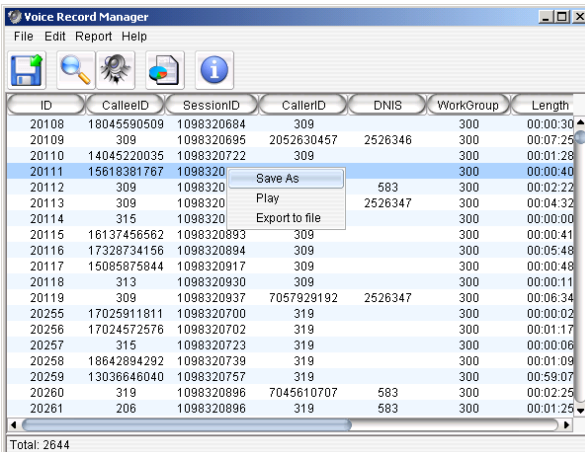 Voice Record Manager
File Edit Report Help
ID CalleeID SessionID CallerID DNIS WorkGroup Length
20108 18045590509 1098320684 309 300 00:00:30
20109 309 1098320695 2052630457 2526346 300 00:07:25
20110 14045220035 1098320722 309 300 00:01:28
20111 15618381767 1098320 300 00:00:40
Save As
20112 309 109832 583 300 00:02:22
Play
20113 309 109832 2526347 300 00:04:32
Export to file
20114 315 109832 300 00:00:00
20115 16137456562 1098320893 309 300 00:00:41
20116 17328734156 1098320894 309 300 00:05:48
20117 15085875844 1098320917 309 300 00:00:48
20118 313 1098320930 309 300 00:00:11
20119 309 1098320937 7057929192 2526347 300 00:06:34
20255 17025911811 1098320700 319 300 00:00:02
20256 17024572576 1098320702 319 300 00:01:17
20257 315 1098320723 319 300 00:00:06
20258 18642894292 1098320739 319 300 00:01:09
20259 13036646040 1098320757 319 300 00:59:07
20260 319 1098320896 7045610707 583 300 00:02:25
20261 206 1098320896 319 583 300 00:01:25
Total: 2644